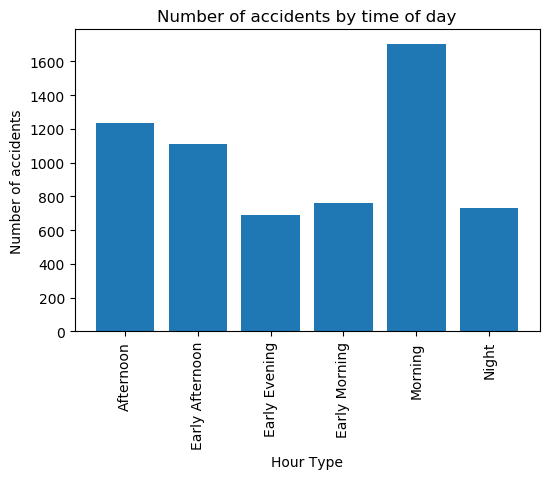 Number of accidents by time of day
Number of accidents
1600
1400
1200
1000
800
600
400
200
0
Afternoon
Early Afternoon
Early Evening
Early Morning
Morning
Night
Hour Type